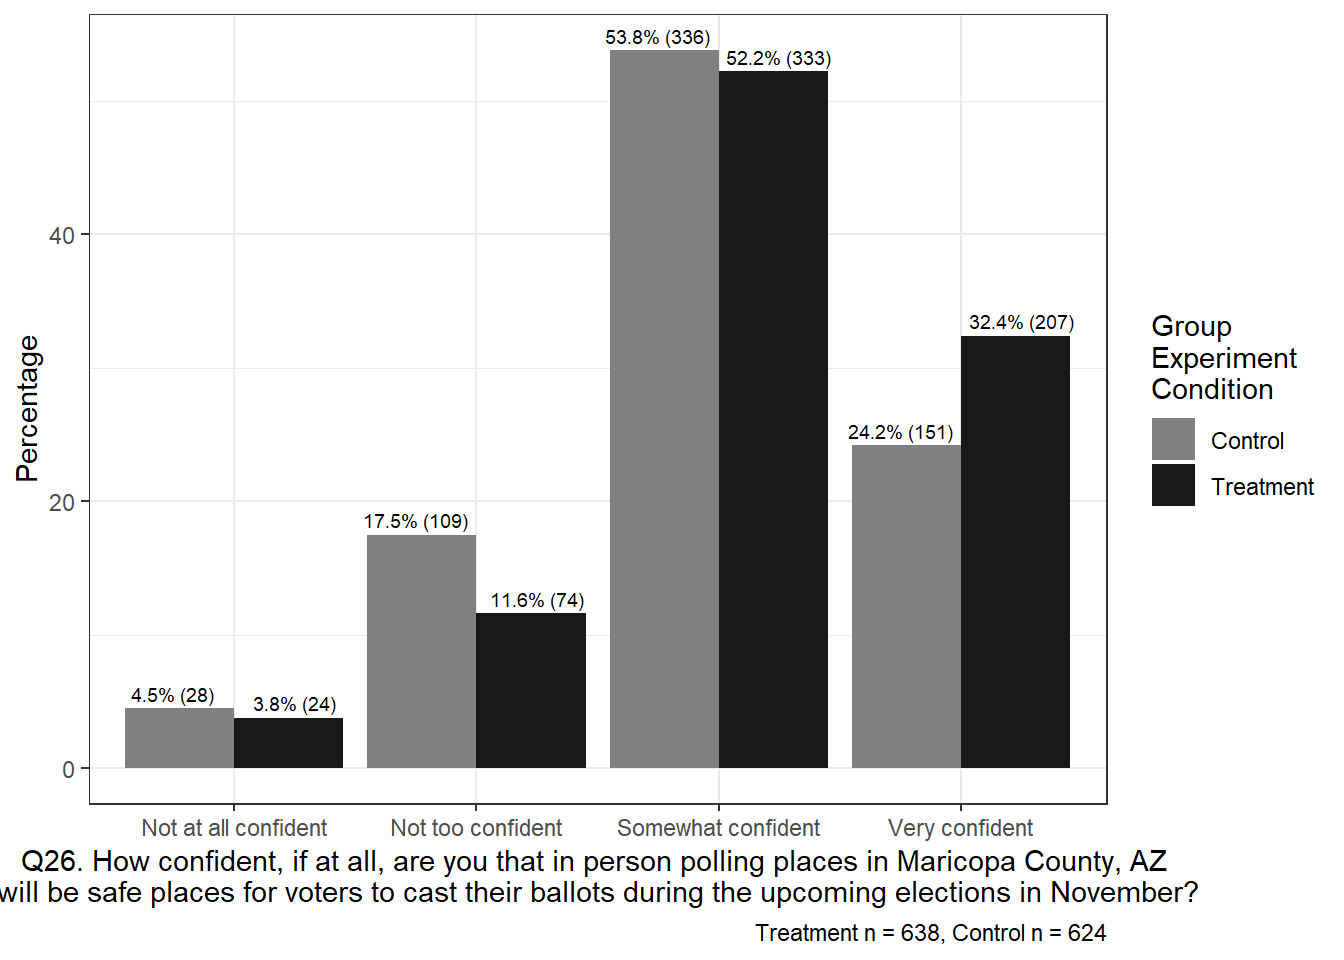 53.8% (336)
52.2% (333)
32.4% (207)
24.2% (151)
17.5% (109)
11.6% (74)
4.5% (28)
3.8% (24)
40
20
0
Percentage
Not at all confident
Not too confident
Somewhat confident
Very confident
Q26. How confident, if at all, are you that in person polling places in Maricopa County, AZ
will be safe places for voters to cast their ballots during the upcoming elections in November?
Treatment n = 638, Control n = 624
Group
Experiment
Condition
Control
Treatment